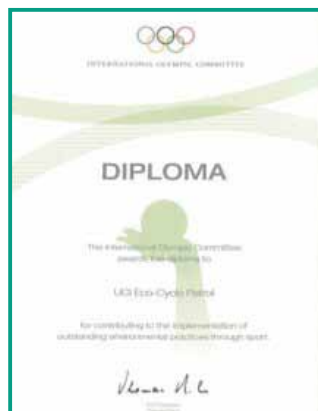 INTERNATIONAL OLYMPIC COMMITTEE
DIPLOMA
The International Olympic Committee
awards this diploma to
UCI Eco-Cyclo Patrol
for contributing to the implementation of
outstanding environmental practices through sport